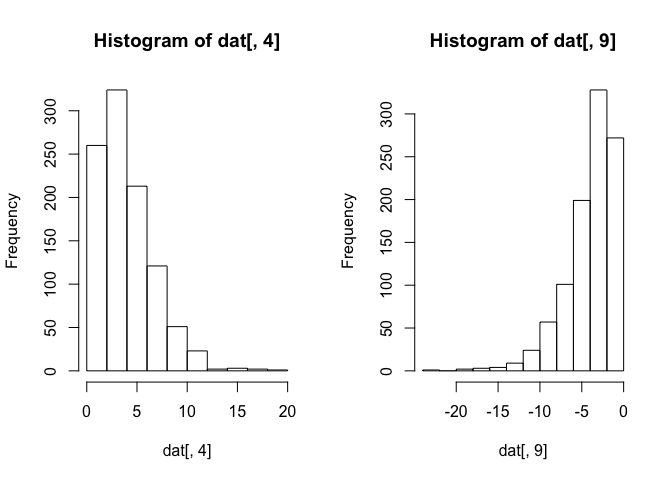 Histogram of dat[, 4]
Frequency
300
250
200
150
100
50
0
0 5 10 15 20
dat[, 4]
Histogram of dat[, 9]
Frequency
300
250
200
150
100
50
0
-20 -15 -10 -5 0
dat[, 9]